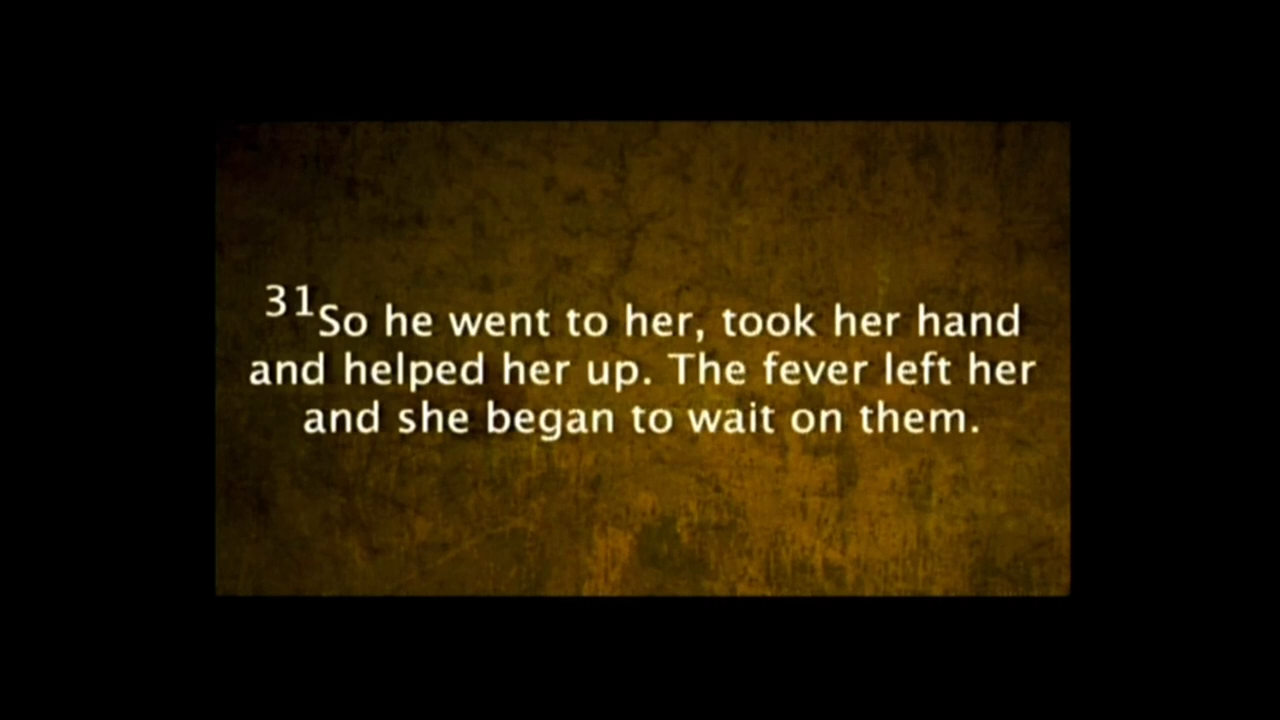 31So he went to her, took her hand
and helped her up. The fever left her
and she began to wait on them.